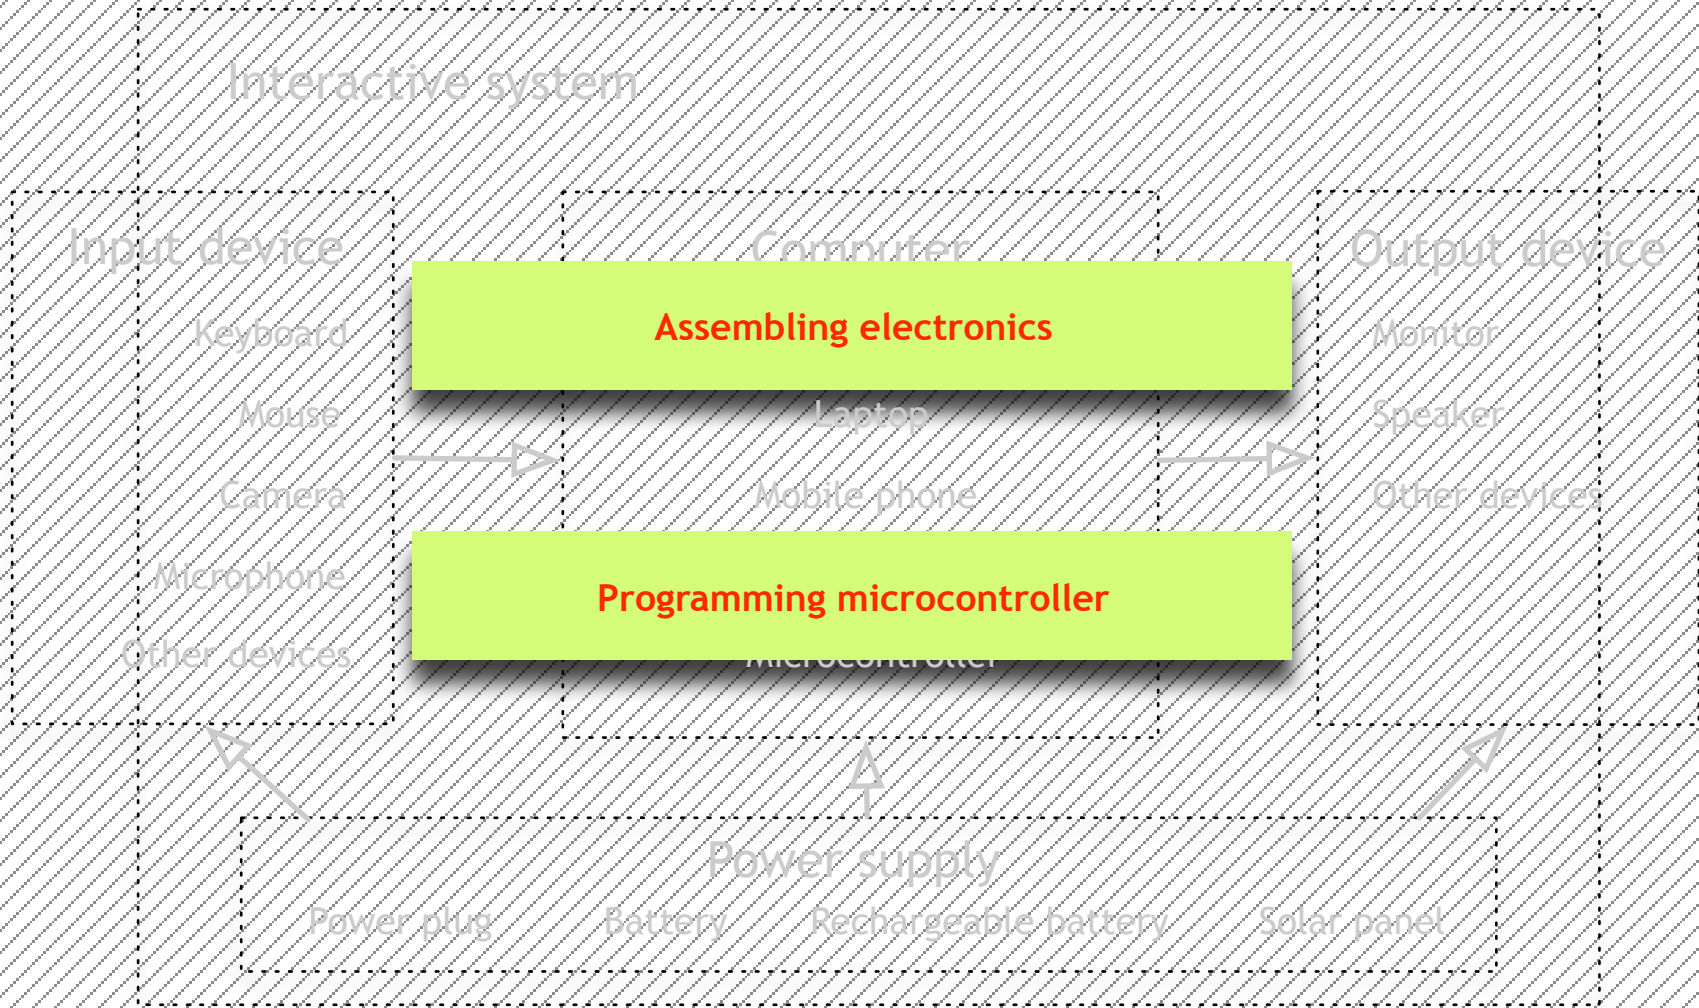 Interactive system
Input device
Keyboard
Mouse
Camera
Microphone
Other devices
Computer
Assembling electronics
Laptop
Mobile phone
Programming microcontroller
Microcontroller
Output device
Monitor
Speaker
Other devices
Power supply
Power plug
Battery
Rechargeable battery
Solar panel